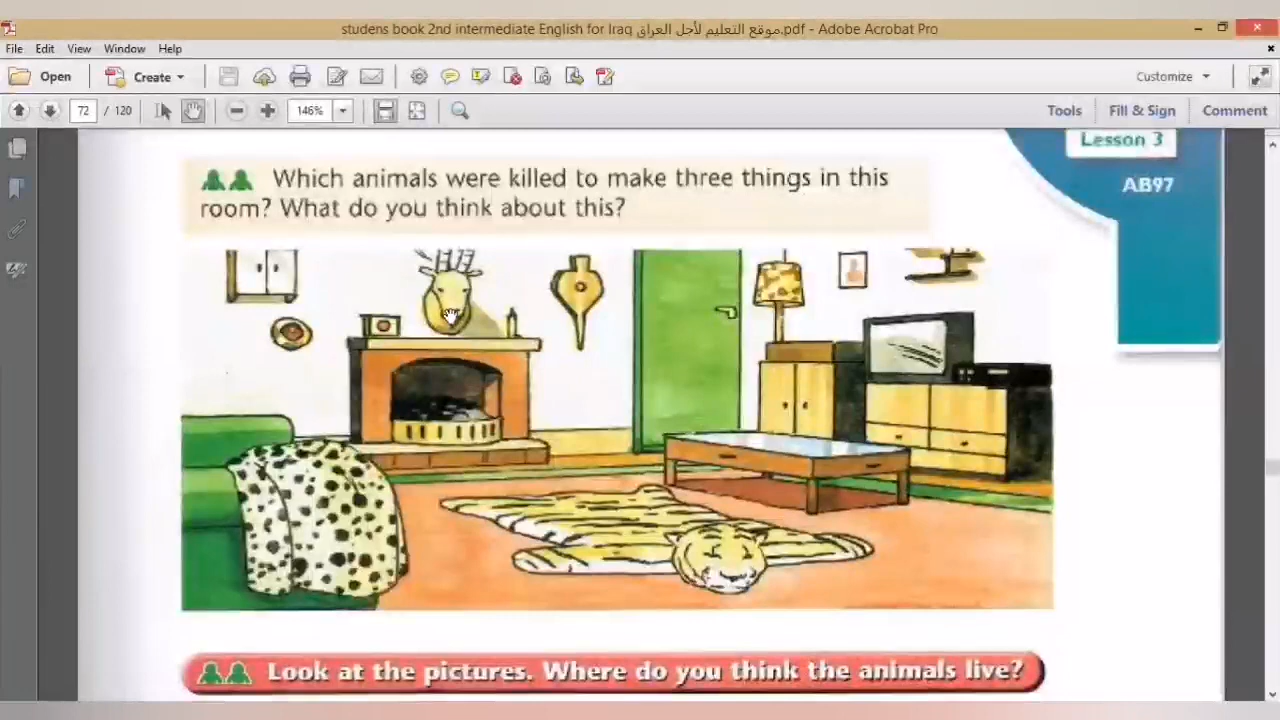 studens book 2nd intermediate English for Iraq موقع التعليم لأجل العراق.pdf - Adobe Acrobat Pro
File Edit View Window Help
Open Create Customize
72 / 120 146% Tools Fill & Sign Comment
Lesson 3
AB97
Which animals were killed to make three things in this
room? What do you think about this?
Look at the pictures. Where do you think the animals live?